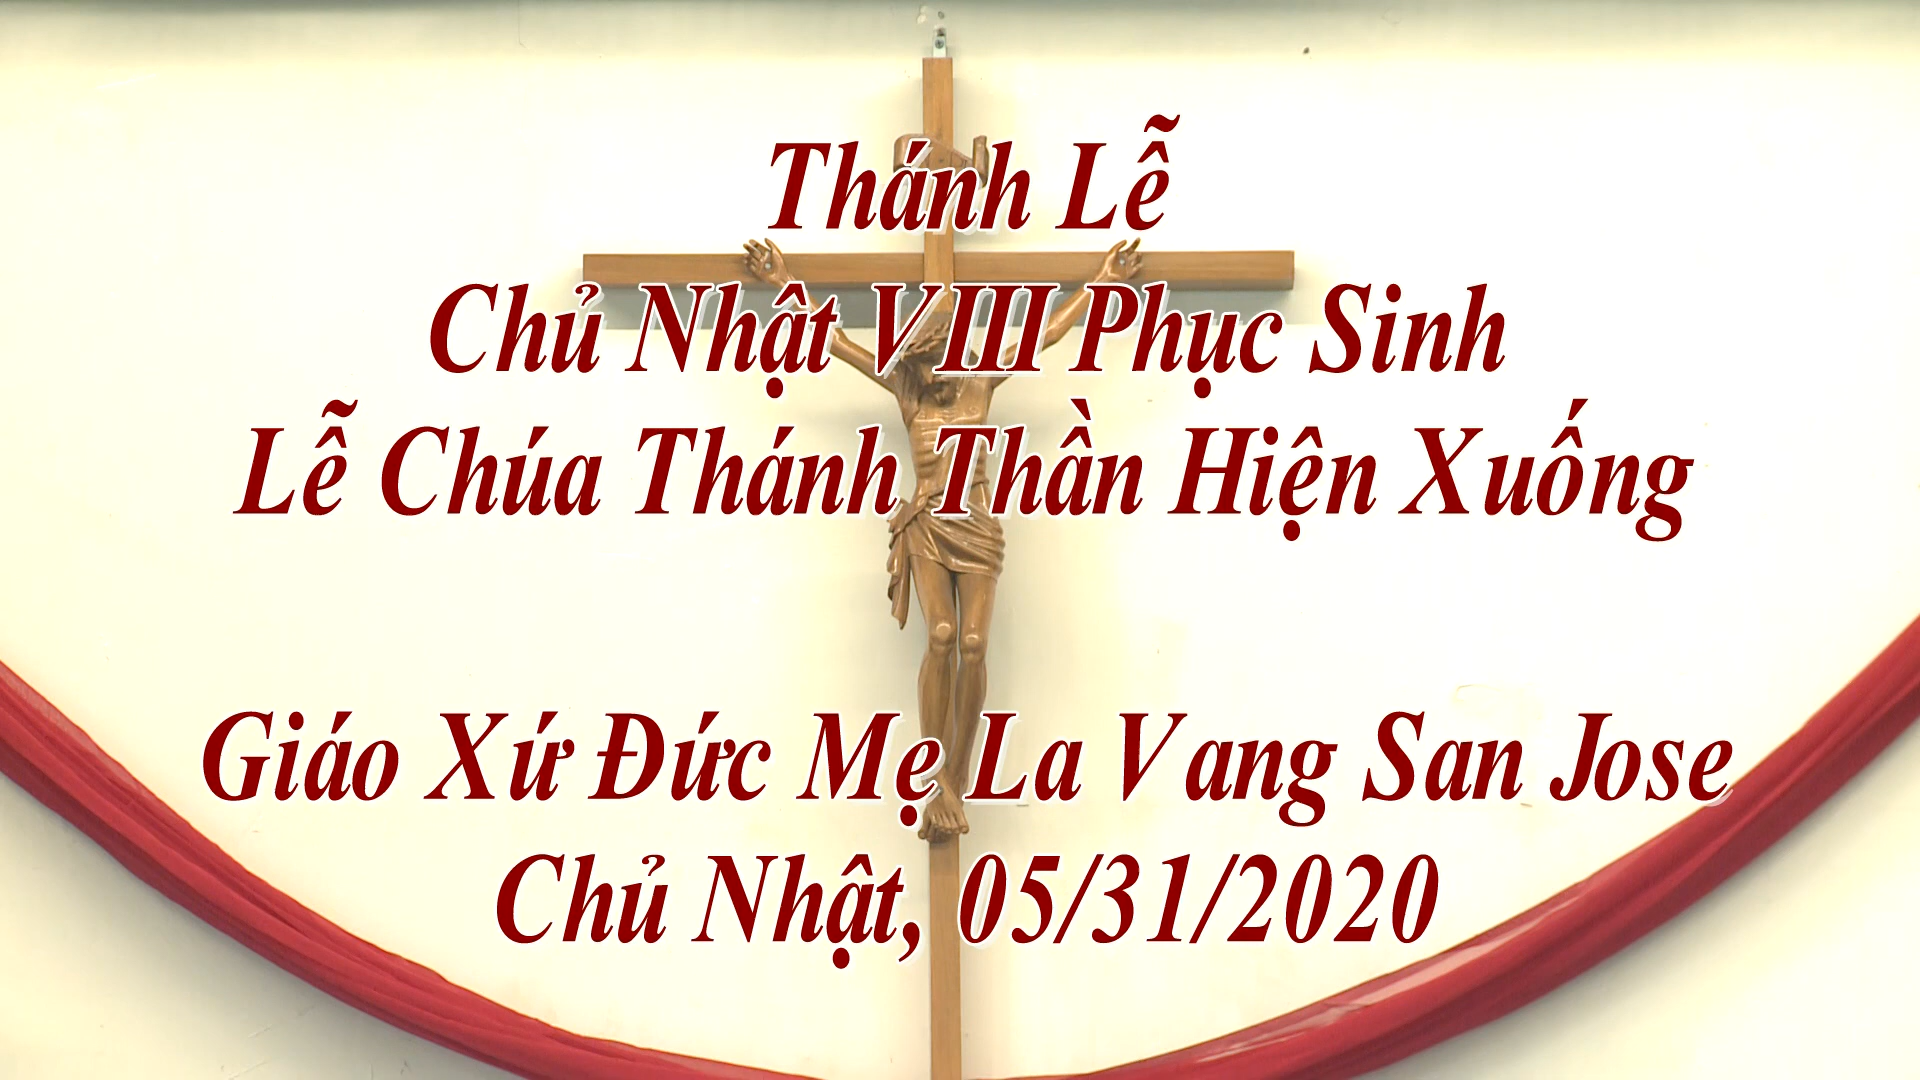 Thánh Lễ
Chủ Nhật VIII Phục Sinh
Lễ Chúa Thánh Thần Hiện Xuống
Giáo Xứ Đức Mẹ La Vang San Jose
Chủ Nhật, 05/31/2020